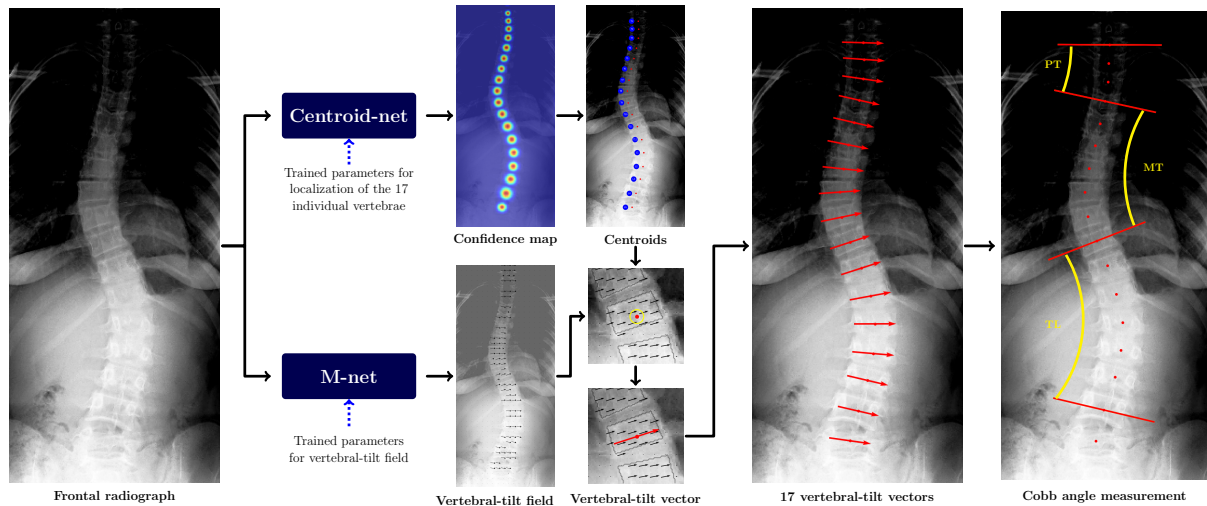 Frontal radiograph
Centroid-net
Trained parameters for
localization of the 17
individual vertebrae
M-net
Trained parameters
for vertebral-tilt field
Confidence map
Centroids
Vertebral-tilt field
Vertebral-tilt vector
17 vertebral-tilt vectors
PT
MT
TL
Cobb angle measurement